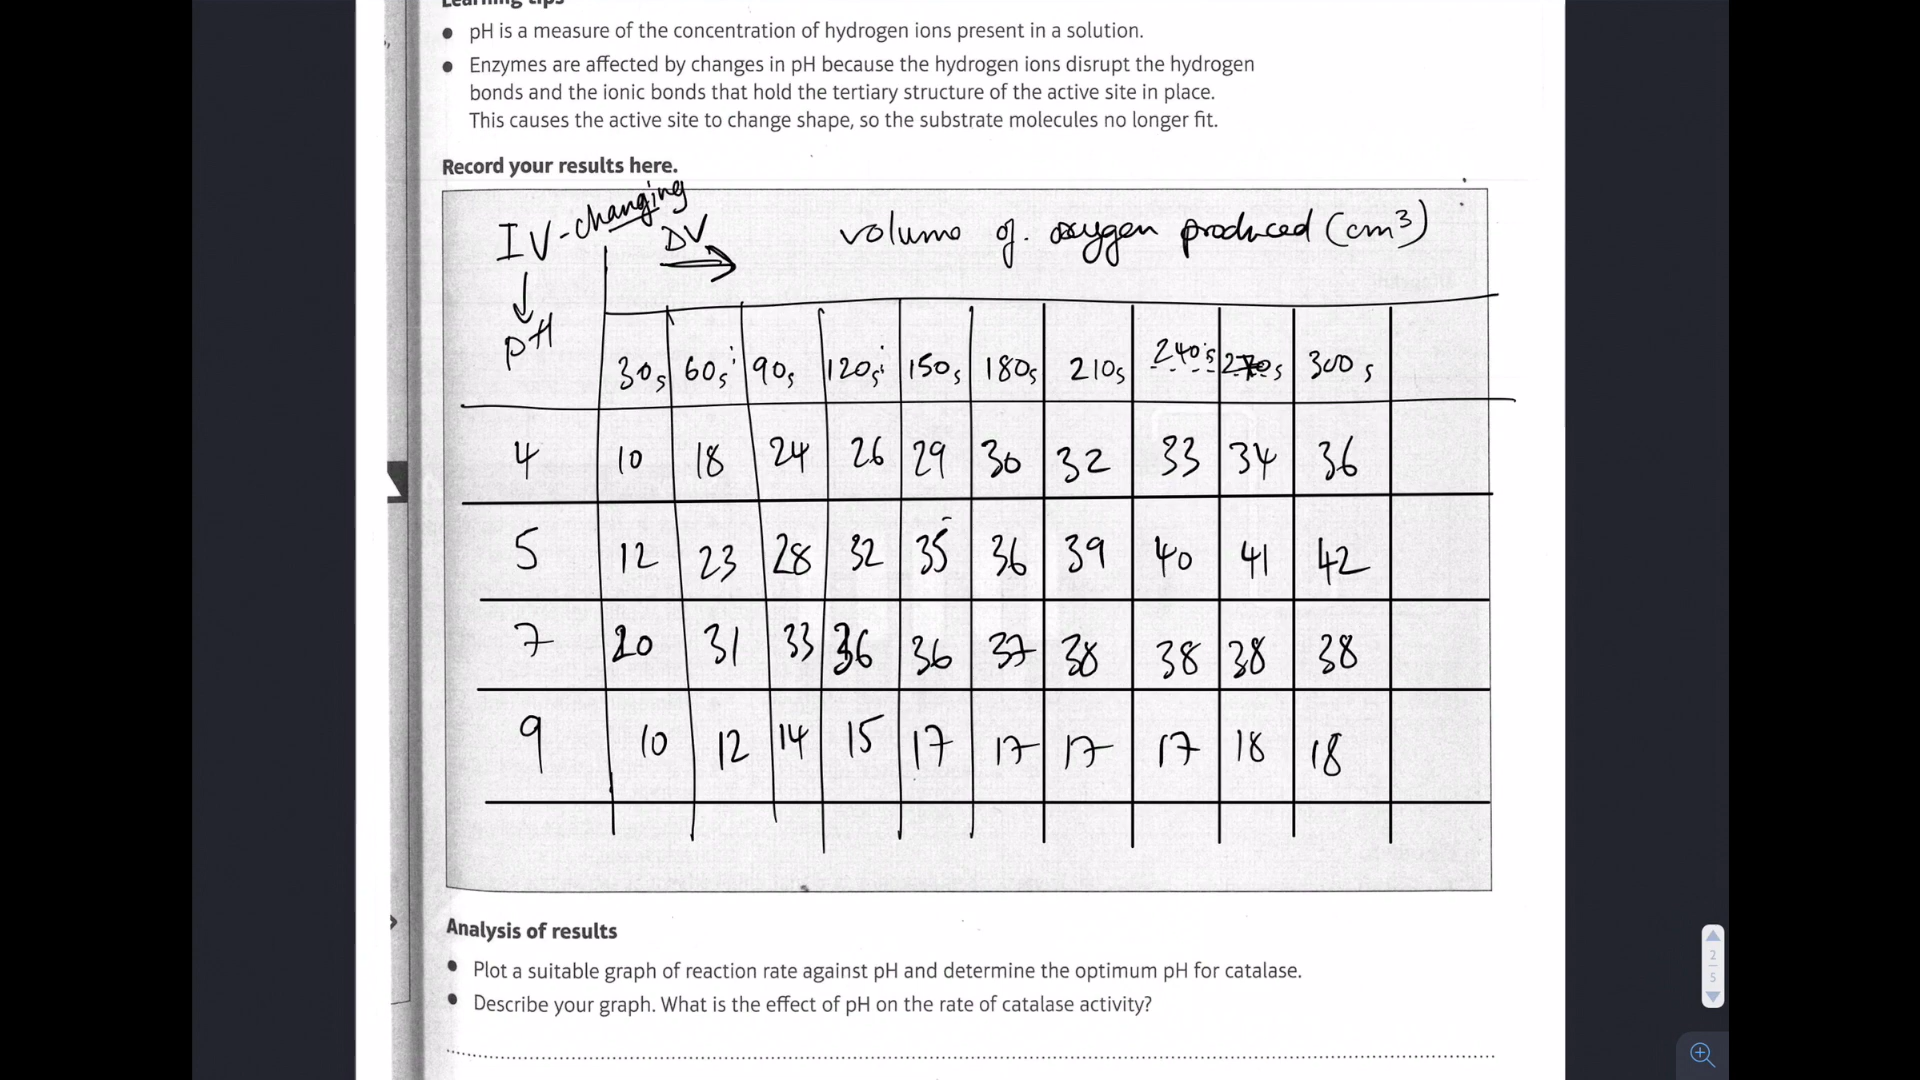 Learning tips
• pH is a measure of the concentration of hydrogen ions present in a solution.
• Enzymes are affected by changes in pH because the hydrogen ions disrupt the hydrogen
bonds and the ionic bonds that hold the tertiary structure of the active site in place.
This causes the active site to change shape, so the substrate molecules no longer fit.
Record your results here.
IV - changing
DV → volume of oxygen produced (cm³)
↓
pH
30s 60s 90s 120s 150s 180s 210s 240s 270s 300s
4 10 18 24 26 29 30 32 33 34 36
5 12 23 28 32 35 36 39 40 41 42
7 20 31 33 36 36 37 38 38 38 38
9 10 12 14 15 17 17 17 17 18 18
Analysis of results
• Plot a suitable graph of reaction rate against pH and determine the optimum pH for catalase.
• Describe your graph. What is the effect of pH on the rate of catalase activity?
2
5